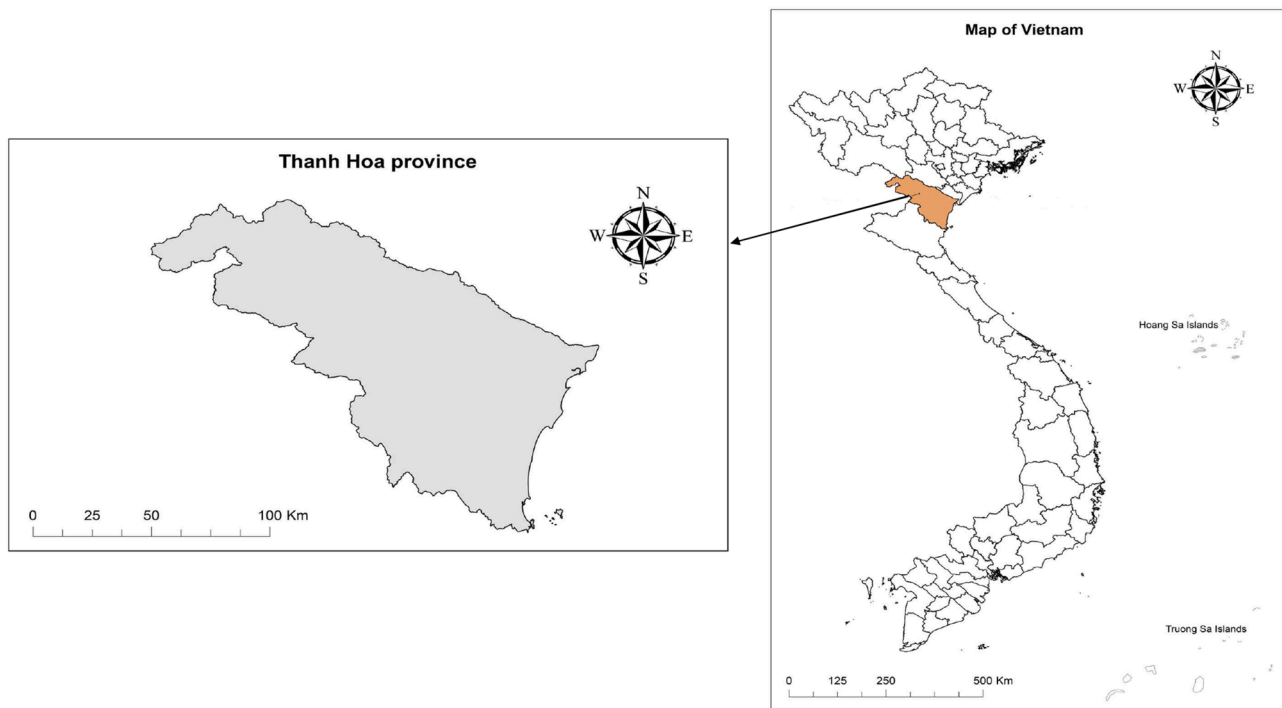 Thanh Hoa province
N
W E
S
0 25 50 100 Km
Map of Vietnam
N
W E
S
Hoang Sa Islands
Truong Sa Islands
0 125 250 500 Km